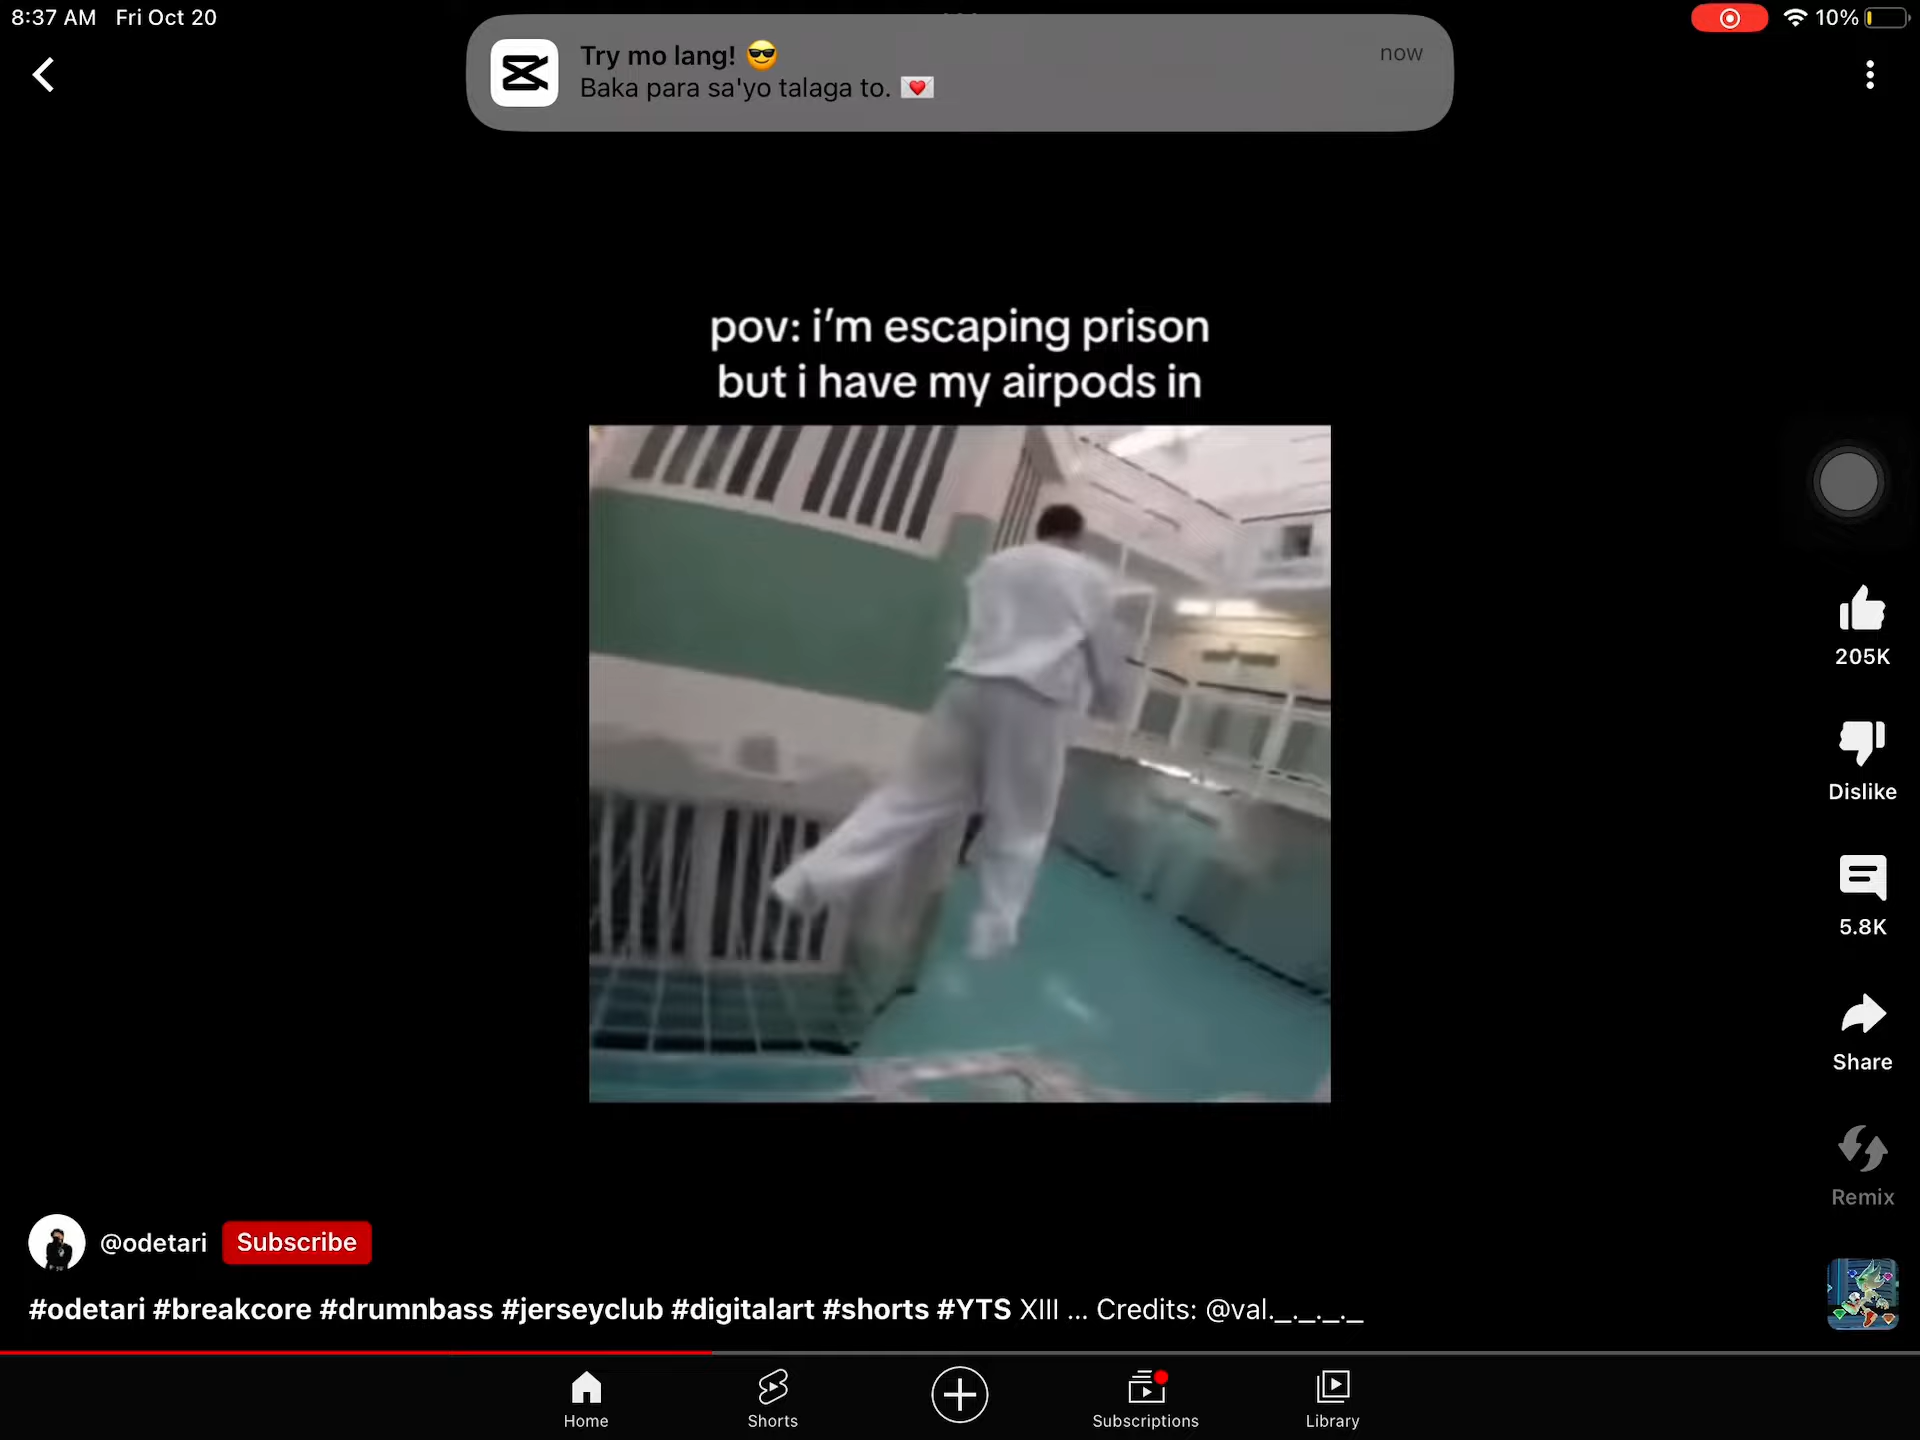 8:37 AM Fri Oct 20
10%
Try mo lang! 😎
now
Baka para sa'yo talaga to. 💌
pov: i'm escaping prison
but i have my airpods in
205K
Dislike
5.8K
Share
Remix
@odetari
Subscribe
#odetari #breakcore #drumnbass #jerseyclub #digitalart #shorts #YTS XIII ... Credits: @val._._._._
Home
Shorts
Subscriptions
Library